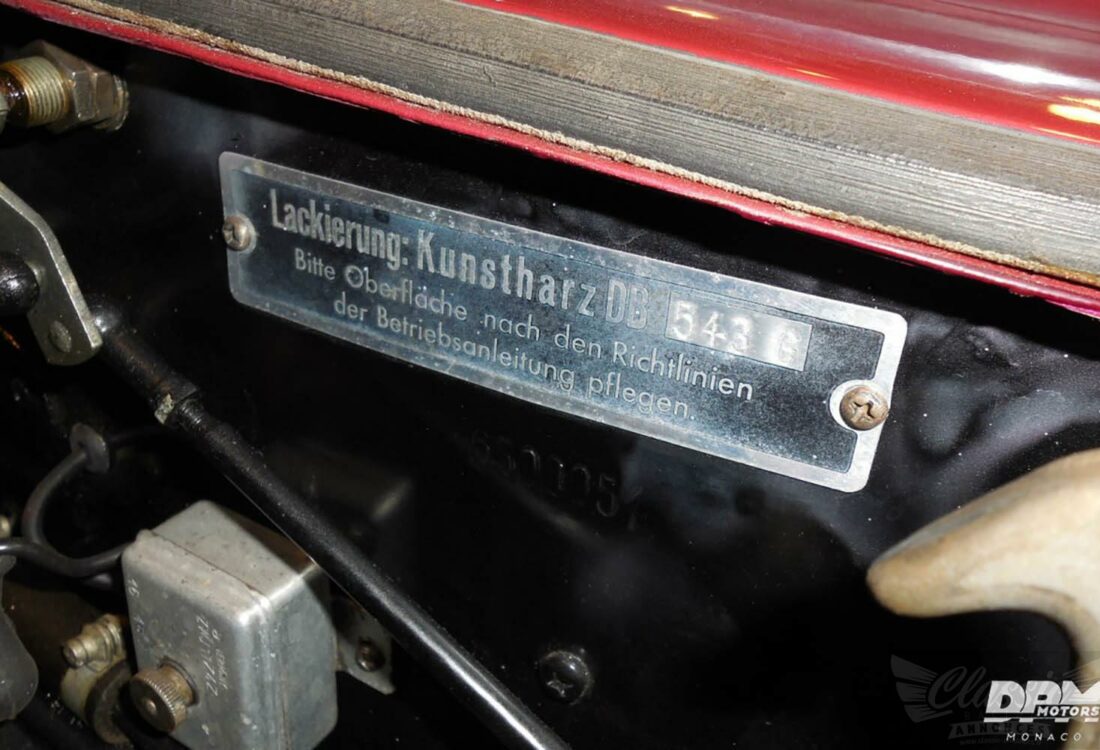 Lackierung: Kunstharz DB 543 G
Bitte Oberfläche nach den Richtlinien
der Betriebsanleitung pflegen.
DPM
MOTORS
MONACO